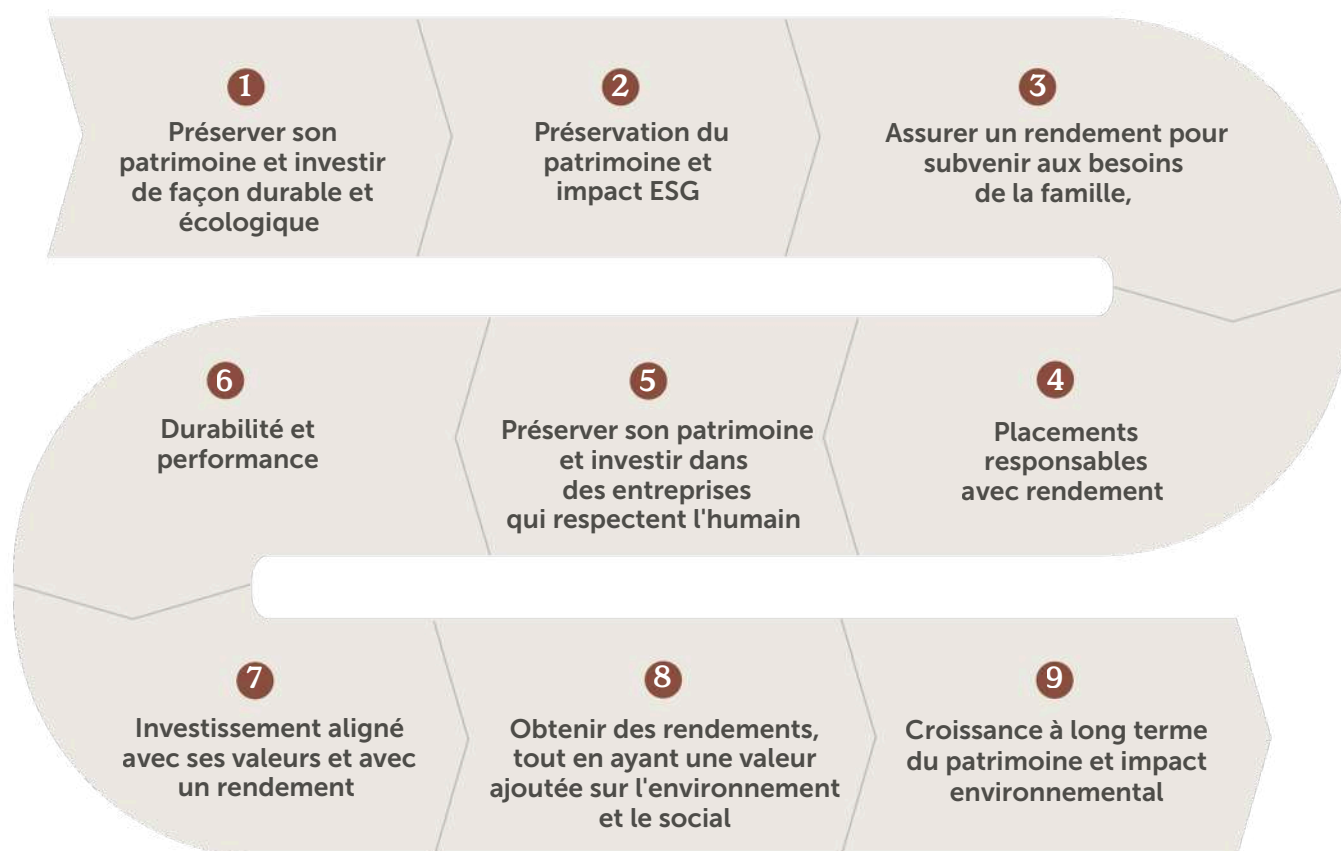 1
Préserver son
patrimoine et investir
de façon durable et
écologique
2
Préservation du
patrimoine et
impact ESG
3
Assurer un rendement pour
subvenir aux besoins
de la famille,
4
Placements
responsables
avec rendement
5
Préserver son patrimoine
et investir dans
des entreprises
qui respectent l'humain
6
Durabilité et
performance
7
Investissement aligné
avec ses valeurs et avec
un rendement
8
Obtenir des rendements,
tout en ayant une valeur
ajoutée sur l'environnement
et le social
9
Croissance à long terme
du patrimoine et impact
environnemental